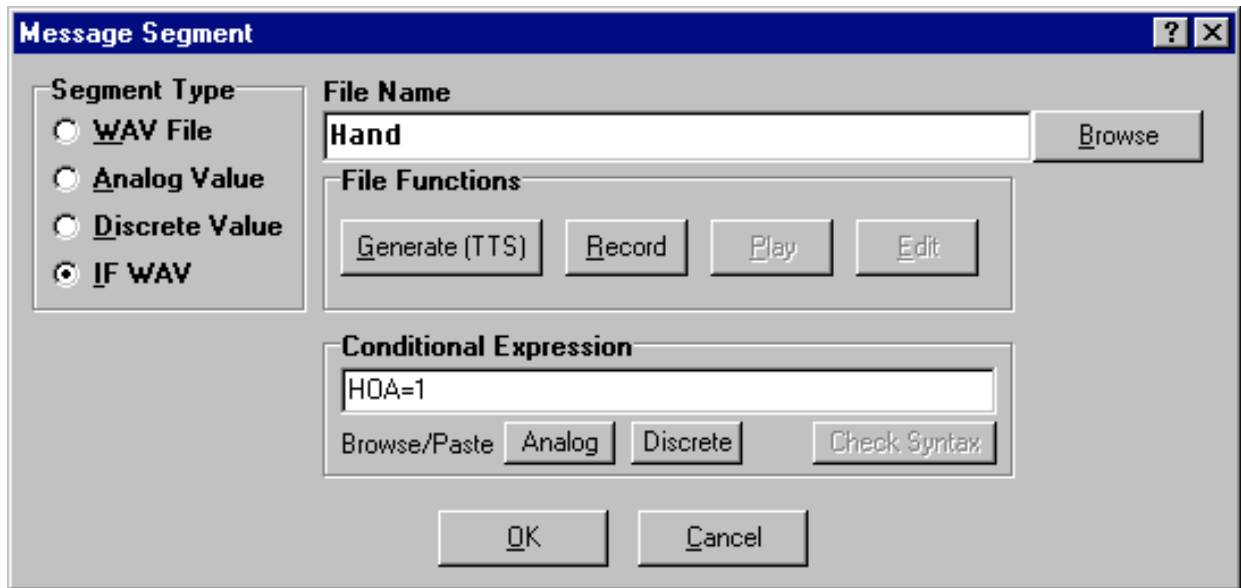 Message Segment
Segment Type
WAV File
Analog Value
Discrete Value
IF WAV
File Name
Hand
Browse
File Functions
Generate (TTS) Record Play Edit
Conditional Expression
HOA=1
Browse/Paste Analog Discrete Check Syntax
OK Cancel